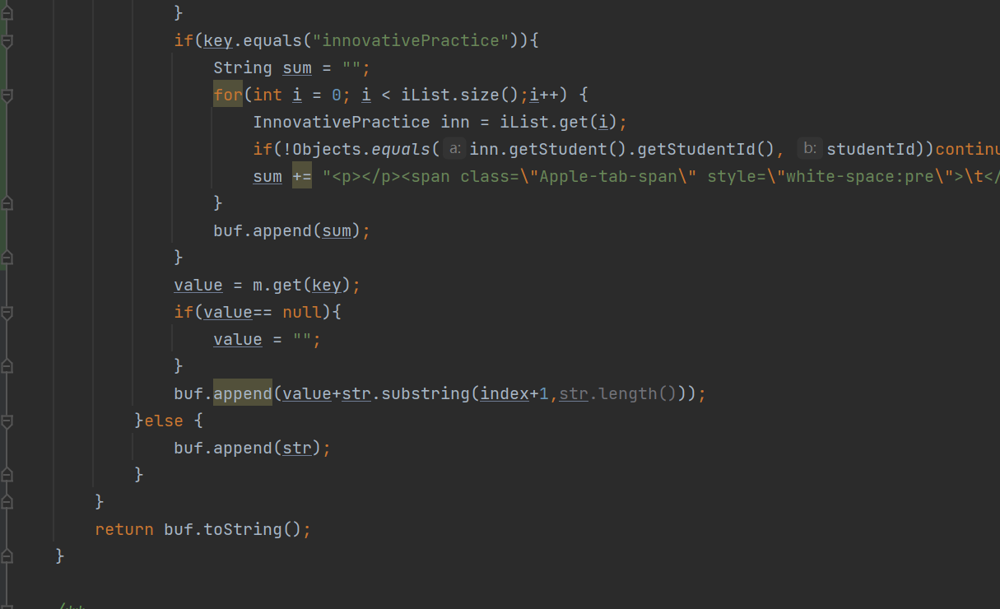 }
if(key.equals("innovativePractice")){
String sum = "";
for(int i = 0; i < iList.size();i++) {
InnovativePractice inn = iList.get(i);
if(!Objects.equals( a: inn.getStudent().getStudentId(), b: studentId))continu
sum += "<p></p><span class=\"Apple-tab-span\" style=\"white-space:pre\">\t</
}
buf.append(sum);
}
value = m.get(key);
if(value== null){
value = "";
}
buf.append(value+str.substring(index+1,str.length()));
}else {
buf.append(str);
}
}
return buf.toString();
}
/**